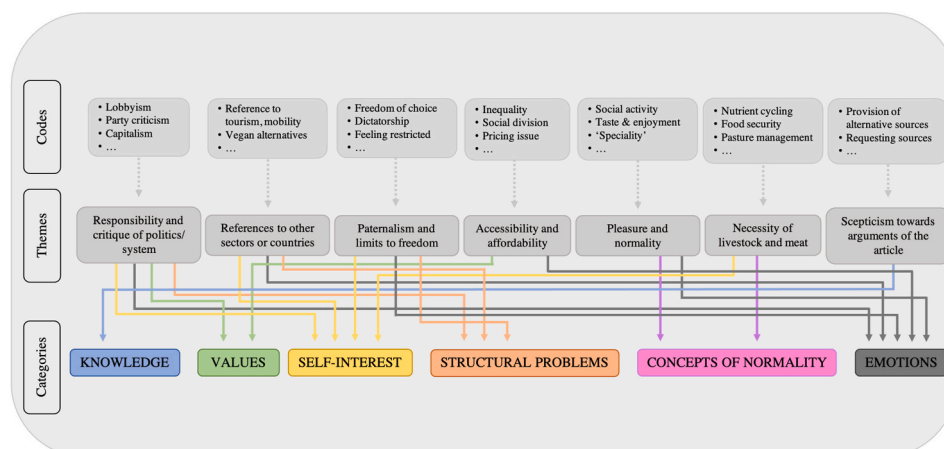 Codes
• Lobbyism
• Party criticism
• Capitalism
• …
• Reference to
tourism, mobility
• Vegan alternatives
• …
• Freedom of choice
• Dictatorship
• Feeling restricted
• …
• Inequality
• Social division
• Pricing issue
• …
• Social activity
• Taste & enjoyment
• ‘Speciality’
• …
• Nutrient cycling
• Food security
• Pasture management
• …
• Provision of
alternative sources
• Requesting sources
• …
Themes
Responsibility and
critique of politics/
system
References to other
sectors or countries
Paternalism and
limits to freedom
Accessibility and
affordability
Pleasure and
normality
Necessity of
livestock and meat
Scepticism towards
arguments of the
article
Categories
KNOWLEDGE
VALUES
SELF-INTEREST
STRUCTURAL PROBLEMS
CONCEPTS OF NORMALITY
EMOTIONS